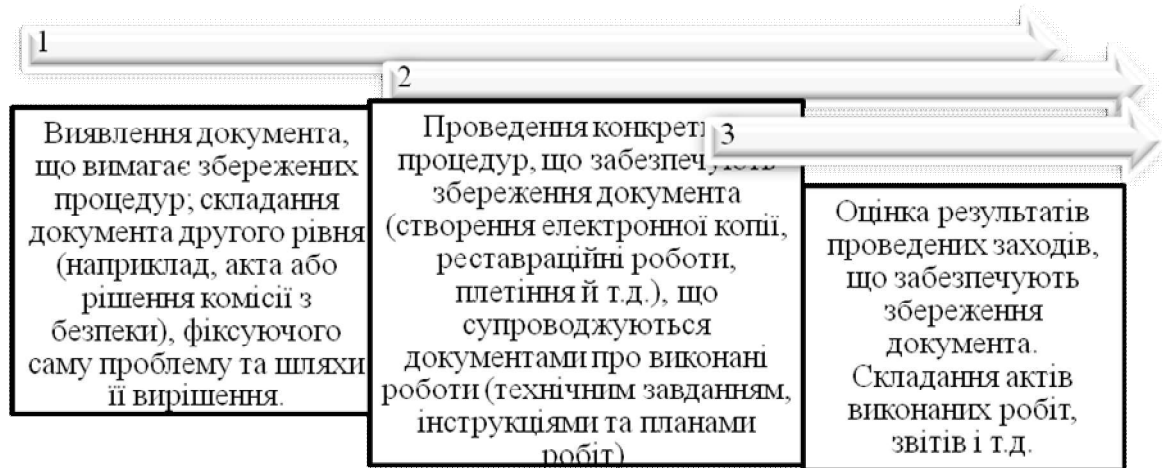 1
Виявлення документа,
що вимагає збережених
процедур; складання
документа другого рівня
(наприклад, акта або
рішення комісії з
безпеки), фіксуючого
саму проблему та шляхи
її вирішення.
2
Проведення конкрет
процедур, що забезпечують
збереження документа
(створення електронної копії,
реставраційні роботи,
плетіння й т.д.), що
супроводжуються
документами про виконані
роботи (технічним завданням,
інструкціями та планами
робіт)
3
Оцінка результатів
проведених заходів,
що забезпечують
збереження
документа.
Складання актів
виконаних робіт,
звітів і т.д.